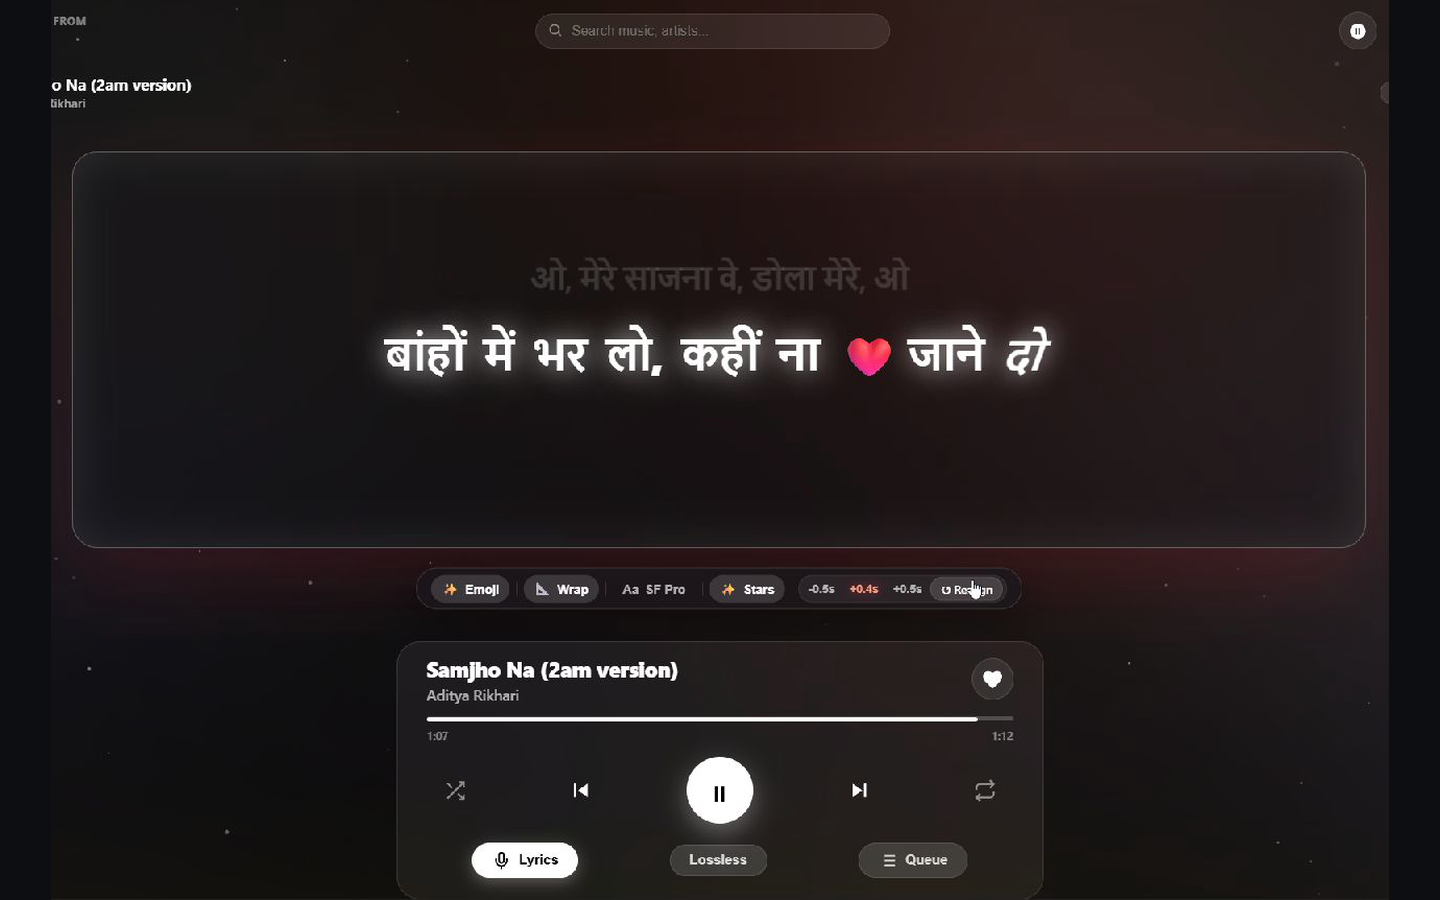 FROM
Search music, artists...
o Na (2am version)
Rikhari
ओ, मेरे साजना वे, डोला मेरे, ओ
बांहों में भर लो, कहीं ना जाने दो
Emoji
Wrap
Aa SF Pro
Stars
-0.5s
+0.4s
+0.5s
Samjho Na (2am version)
Aditya Rikhari
1:07
1:12
Lyrics
Lossless
Queue